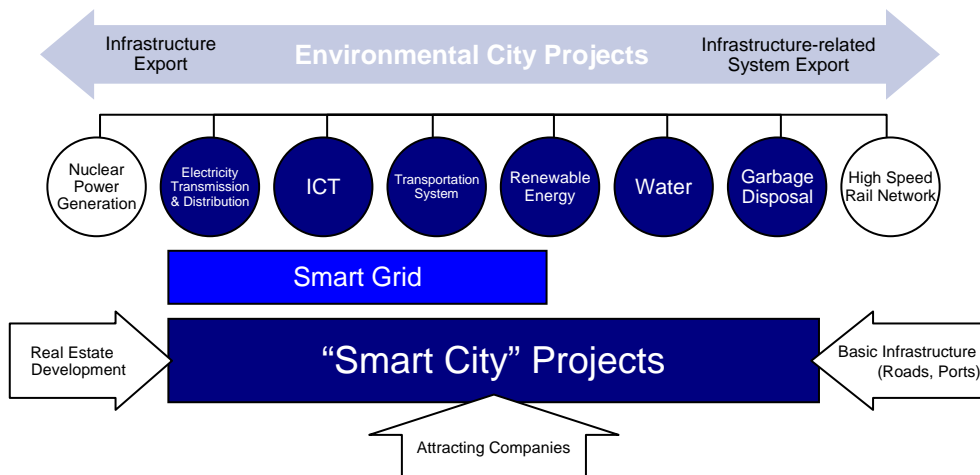 Infrastructure
Export
Environmental City Projects
Infrastructure-related
System Export
Nuclear
Power
Generation
Electricity
Transmission
& Distribution
ICT
Transportation
System
Renewable
Energy
Water
Garbage
Disposal
High Speed
Rail Network
Smart Grid
Real Estate
Development
“Smart City” Projects
Basic Infrastructure
(Roads, Ports)
Attracting Companies